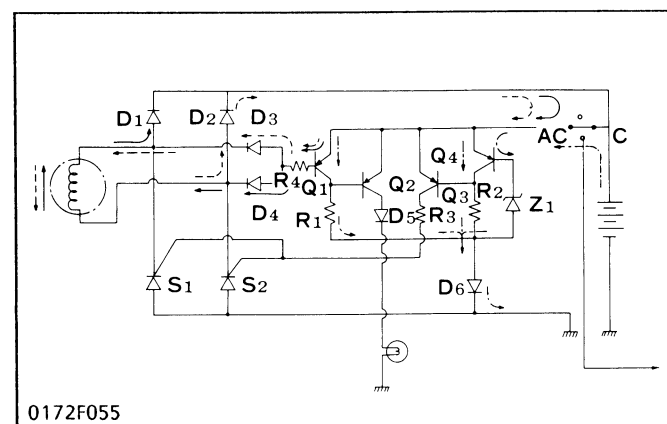 D1 D2 D3
AC C
R4 Q1 Q2 Q4
D4 R1 D5 R3 Q3 R2 Z1
S1 S2 D6
0172F055